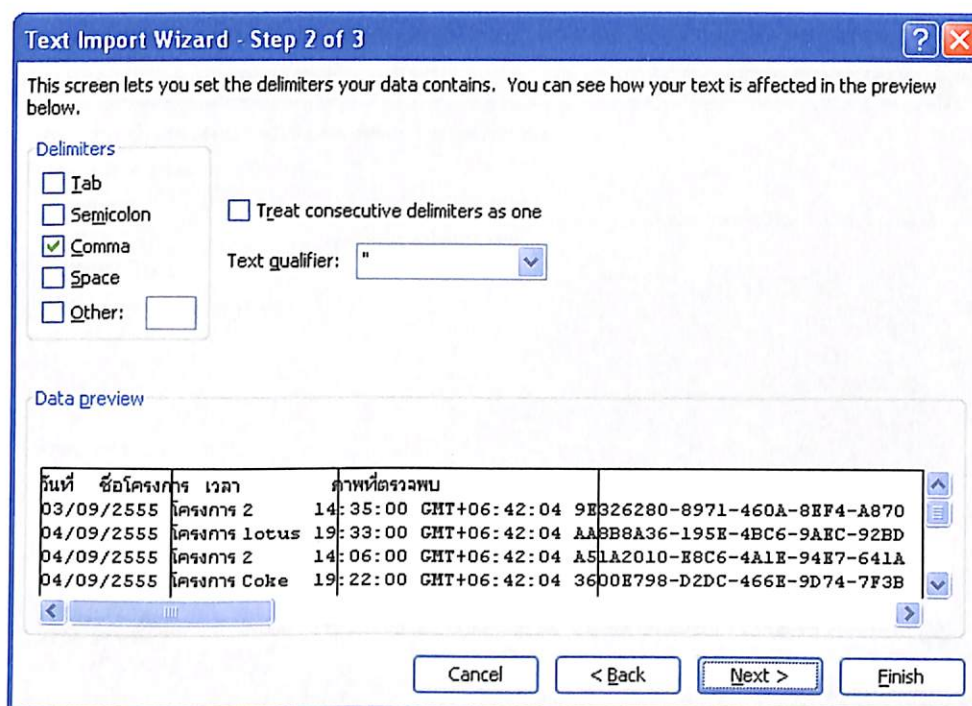 Text Import Wizard - Step 2 of 3
This screen lets you set the delimiters your data contains. You can see how your text is affected in the preview
below.
Delimiters
Tab
Semicolon
Comma
Space
Other:
Treat consecutive delimiters as one
Text qualifier: "
Data preview
วันที่ ชื่อโครงการ เวลา ภาพที่ตรวจพบ
03/09/2555 โครงการ 2 14:35:00 GMT+06:42:04 9E326280-8971-460A-8EF4-A870
04/09/2555 โครงการ lotus 19:33:00 GMT+06:42:04 AA8B8A36-195E-4BC6-9AEC-92BD
04/09/2555 โครงการ 2 14:06:00 GMT+06:42:04 A51A2010-E8C6-4A1E-94E7-641A
04/09/2555 โครงการ Coke 19:22:00 GMT+06:42:04 3600E798-D2DC-466E-9D74-7F3B
Cancel < Back Next > Finish